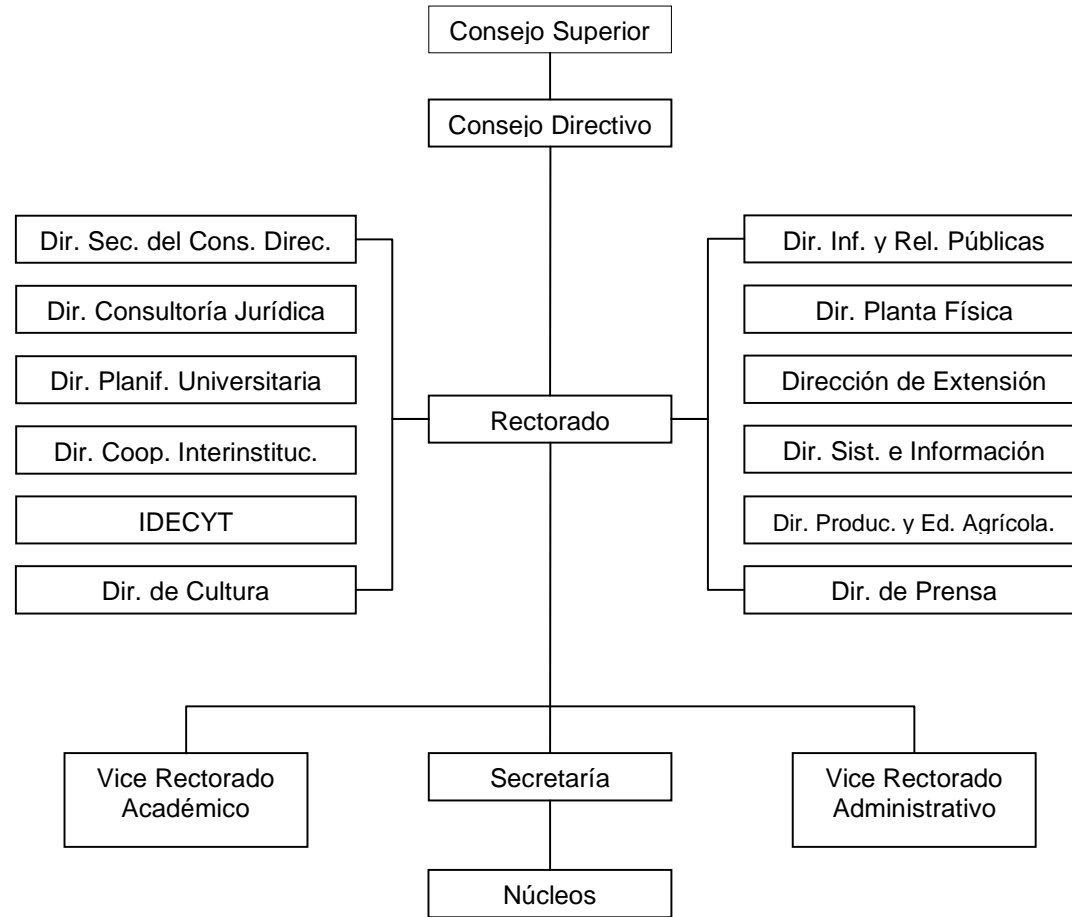 Consejo Superior
Consejo Directivo
Dir. Sec. del Cons. Direc.
Dir. Consultoría Jurídica
Dir. Planif. Universitaria
Dir. Coop. Interinstituc.
IDECYT
Dir. de Cultura
Rectorado
Dir. Inf. y Rel. Públicas
Dir. Planta Física
Dirección de Extensión
Dir. Sist. e Información
Dir. Produc. y Ed. Agrícola.
Dir. de Prensa
Vice Rectorado
Académico
Secretaría
Vice Rectorado
Administrativo
Núcleos